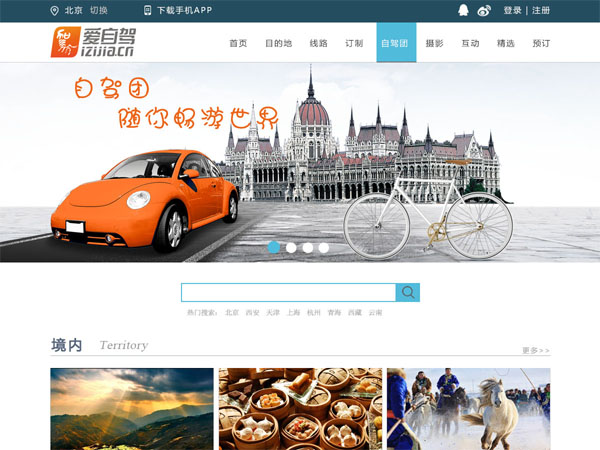 北京 切换 下载手机APP 登录 | 注册
爱自驾
izijia.cn
首页 目的地 线路 订制 自驾团 摄影 互动 精选 预订
自驾团
随你畅游世界
热门搜索： 北京 西安 天津 上海 杭州 青海 西藏 云南
境内 Territory 更多>>